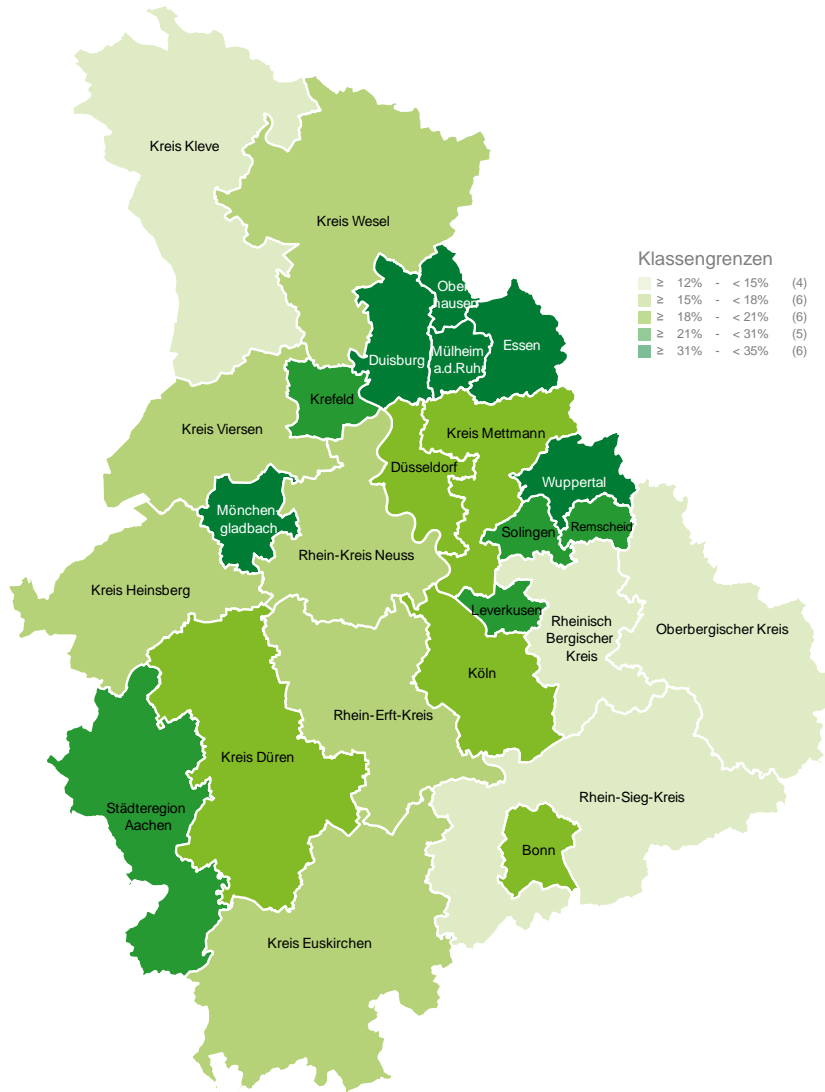 Kreis Kleve
Kreis Wesel
Klassengrenzen
≥ 12% - < 15% (4)
≥ 15% - < 18% (6)
≥ 18% - < 21% (6)
≥ 21% - < 31% (5)
≥ 31% - < 35% (6)
Ober
hausen
Duisburg
Mülheim
a.d.Ruhr
Essen
Krefeld
Kreis Viersen
Kreis Mettmann
Düsseldorf
Wuppertal
Mönchen
gladbach
Solingen
Remscheid
Rhein-Kreis Neuss
Kreis Heinsberg
Leverkusen
Rheinisch
Bergischer
Kreis
Oberbergischer Kreis
Köln
Rhein-Erft-Kreis
Kreis Düren
Rhein-Sieg-Kreis
Städteregion
Aachen
Bonn
Kreis Euskirchen